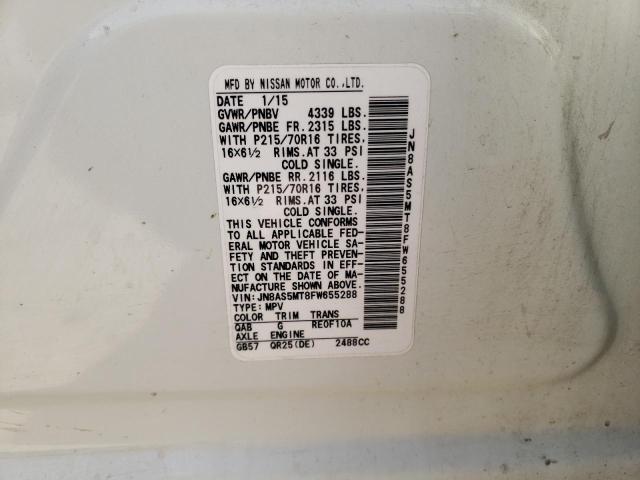 MFD BY NISSAN MOTOR CO.,LTD.
DATE 1/15
GVWR/PNBV 4339 LBS.
GAWR/PNBE FR. 2315 LBS.
WITH P215/70R16 TIRES,
16X6½ RIMS. AT 33 PSI
COLD SINGLE.
GAWR/PNBE RR. 2116 LBS.
WITH P215/70R16 TIRES,
16X6½ RIMS. AT 33 PSI
COLD SINGLE.
THIS VEHICLE CONFORMS
TO ALL APPLICABLE FED-
ERAL MOTOR VEHICLE SA-
FETY AND THEFT PREVEN-
TION STANDARDS IN EFF-
ECT ON THE DATE OF MA-
NUFACTURE SHOWN ABOVE.
VIN: JN8AS5MT8FW655288
TYPE: MPV
COLOR TRIM TRANS
QAB G RE0F10A
AXLE ENGINE
GB57 QR25(DE) 2488CC
JN8AS5MT8FW655288